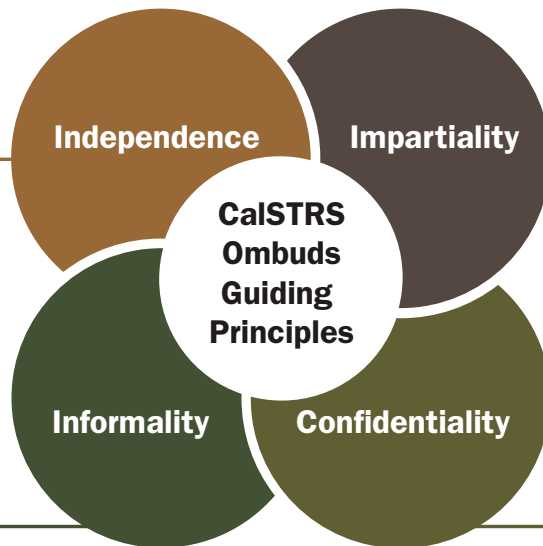 Independence
Impartiality
CalSTRS
Ombuds
Guiding
Principles
Informality
Confidentiality